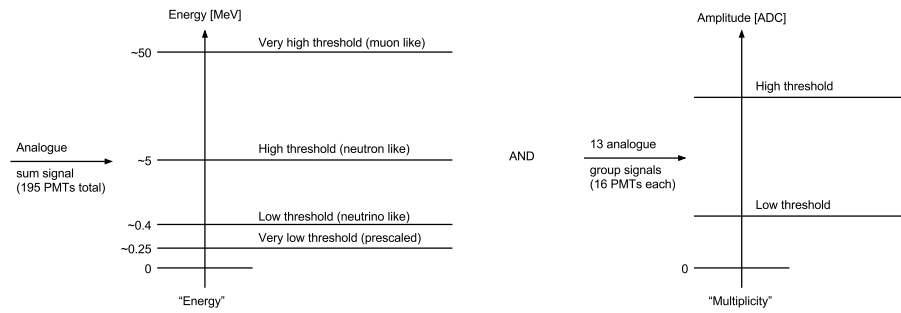 Energy [MeV]
~50
Very high threshold (muon like)
Analogue
sum signal
(195 PMTs total)
~5
High threshold (neutron like)
~0.4
Low threshold (neutrino like)
~0.25
Very low threshold (prescaled)
0
“Energy”
AND
13 analogue
group signals
(16 PMTs each)
Amplitude [ADC]
High threshold
Low threshold
0
“Multiplicity”